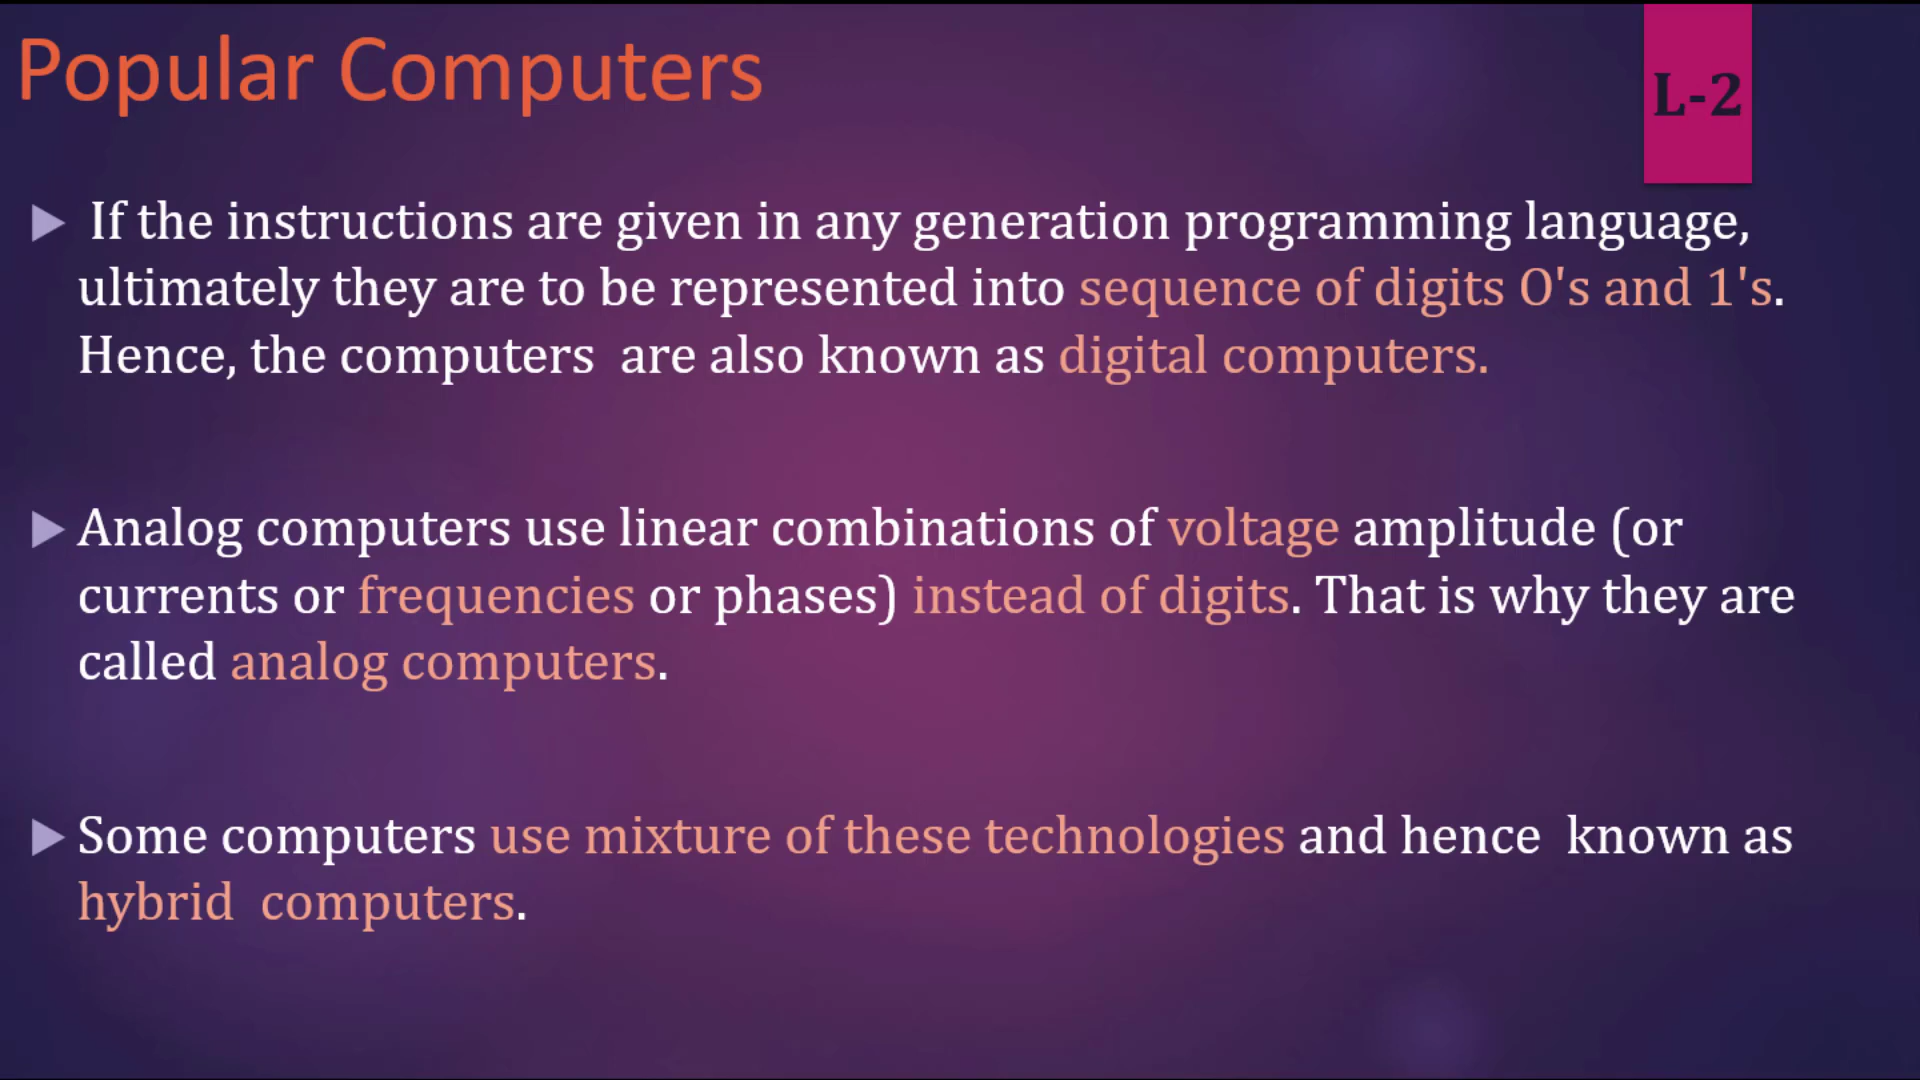 Popular Computers
L-2
If the instructions are given in any generation programming language,
ultimately they are to be represented into sequence of digits O's and 1's.
Hence, the computers  are also known as digital computers.
Analog computers use linear combinations of voltage amplitude (or
currents or frequencies or phases) instead of digits. That is why they are
called analog computers.
Some computers use mixture of these technologies and hence  known as
hybrid  computers.